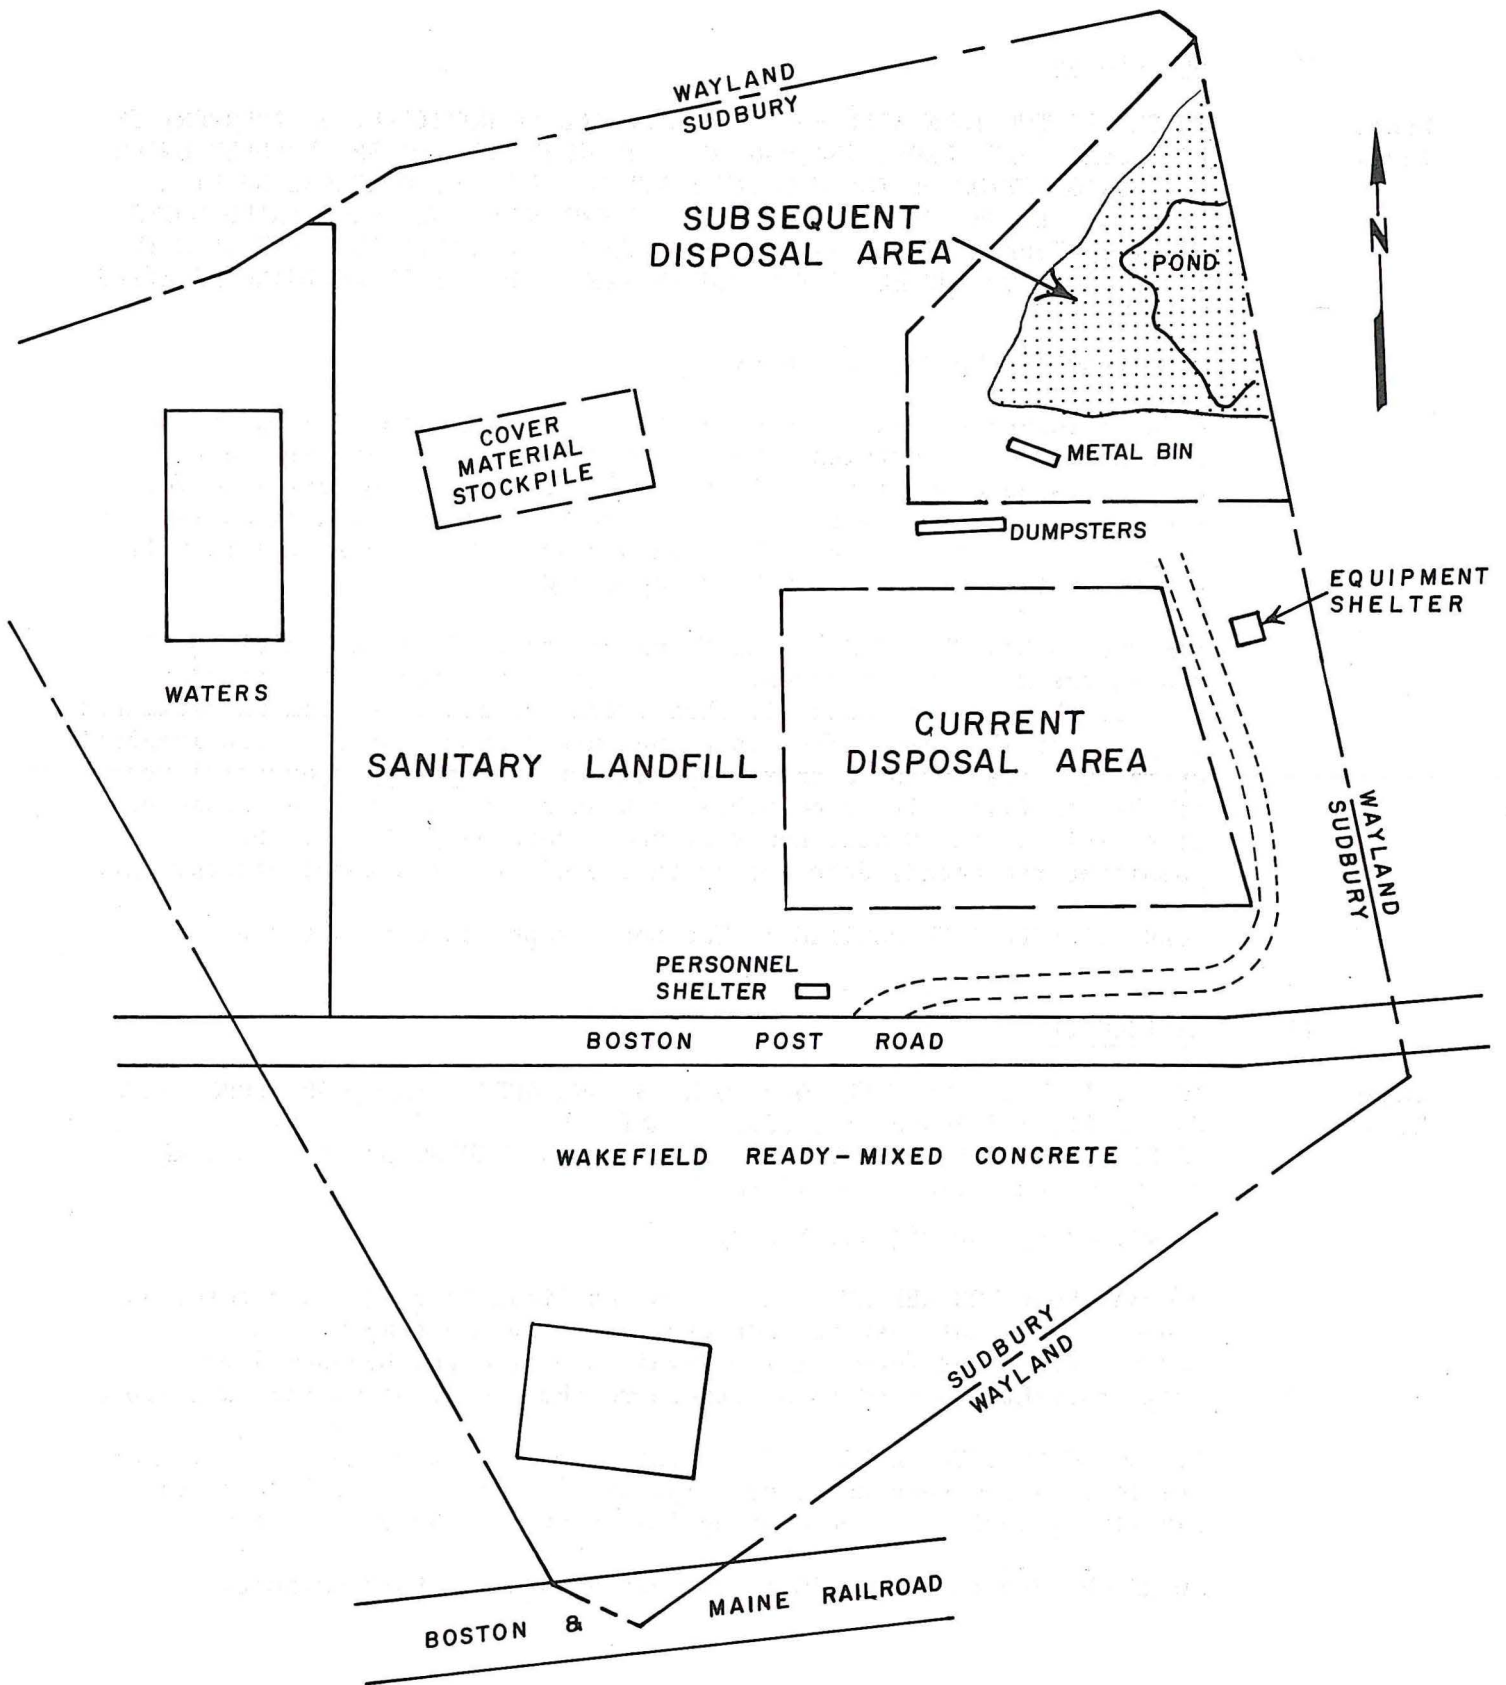 WAYLAND
SUDBURY
SUBSEQUENT
DISPOSAL AREA
N
POND
COVER
MATERIAL
STOCKPILE
METAL BIN
DUMPSTERS
EQUIPMENT
SHELTER
WATERS
CURRENT
DISPOSAL AREA
SANITARY LANDFILL
WAYLAND
SUDBURY
PERSONNEL
SHELTER
BOSTON POST ROAD
WAKEFIELD READY-MIXED CONCRETE
SUDBURY
WAYLAND
BOSTON & MAINE RAILROAD